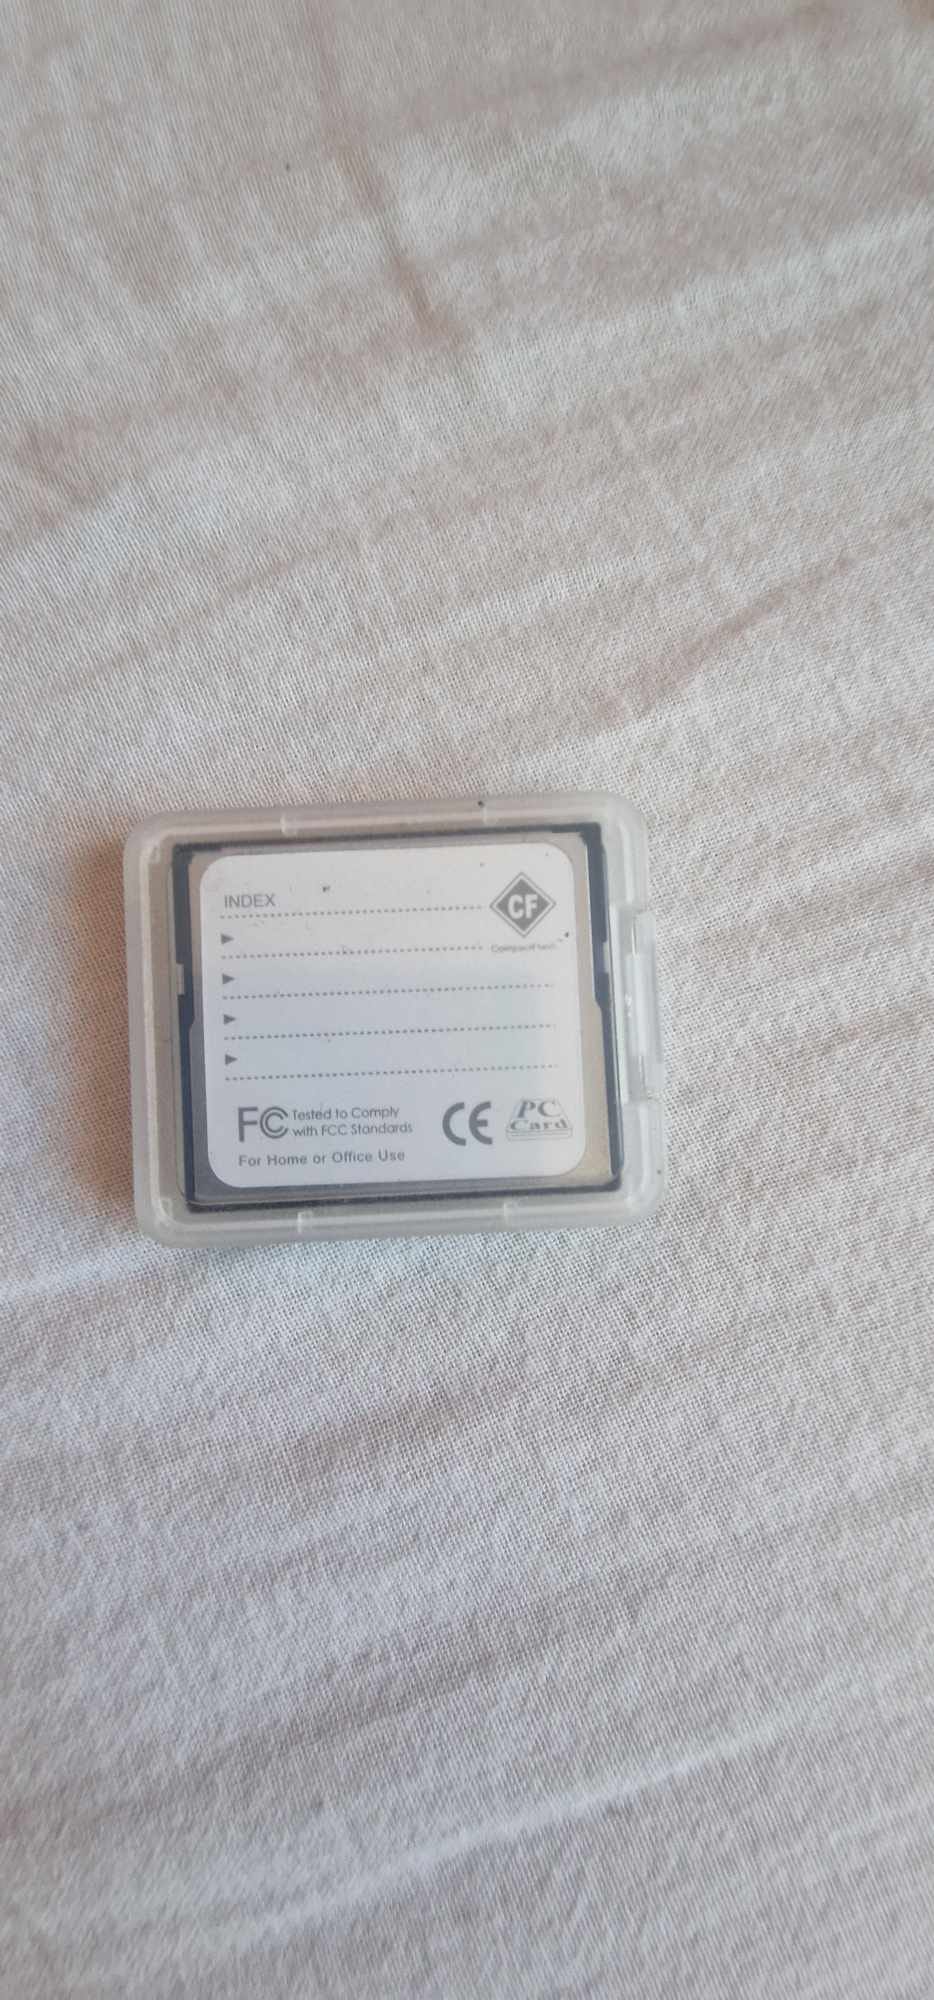 INDEX
CF
CompactFlash
FC Tested to Comply
with FCC Standards
CE
PC
Card
For Home or Office Use